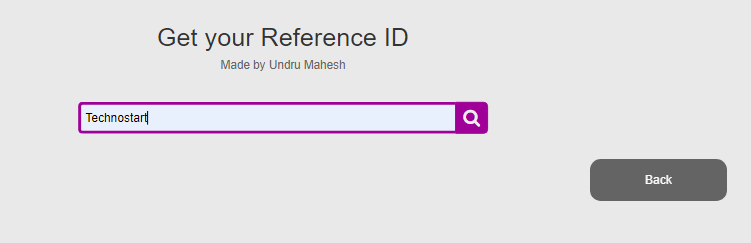 Get your Reference ID
Made by Undru Mahesh
Technostart
Back